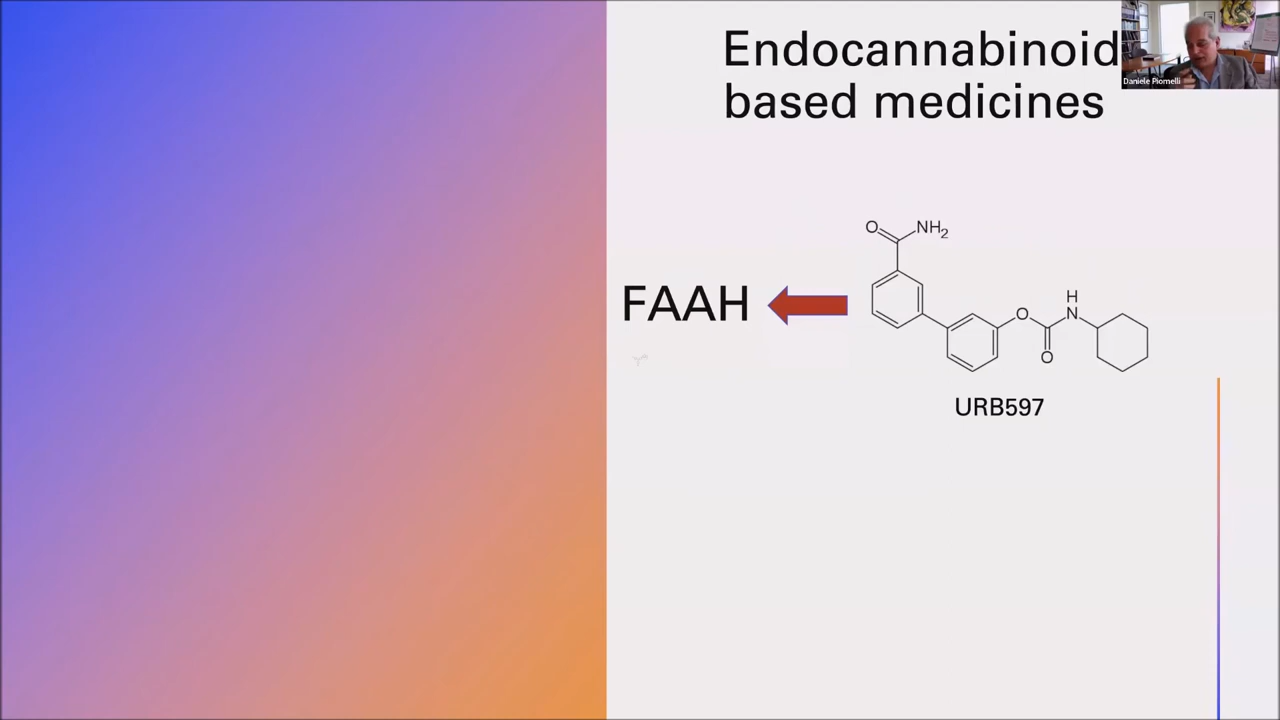 Endocannabinoid
based medicines
Daniele Piomelli
O
NH2
FAAH
H
N
O
O
URB597